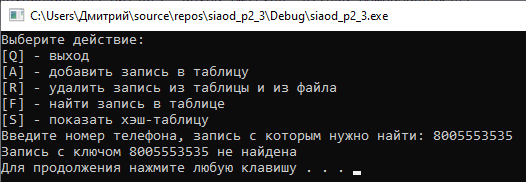 C:\Users\Дмитрий\source\repos\siaod_p2_3\Debug\siaod_p2_3.exe
Выберите действие:
[Q] - выход
[A] - добавить запись в таблицу
[R] - удалить запись из таблицы и из файла
[F] - найти запись в таблице
[S] - показать хэш-таблицу
Введите номер телефона, запись с которым нужно найти: 8005553535
Запись с ключом 8005553535 не найдена
Для продолжения нажмите любую клавишу . . .